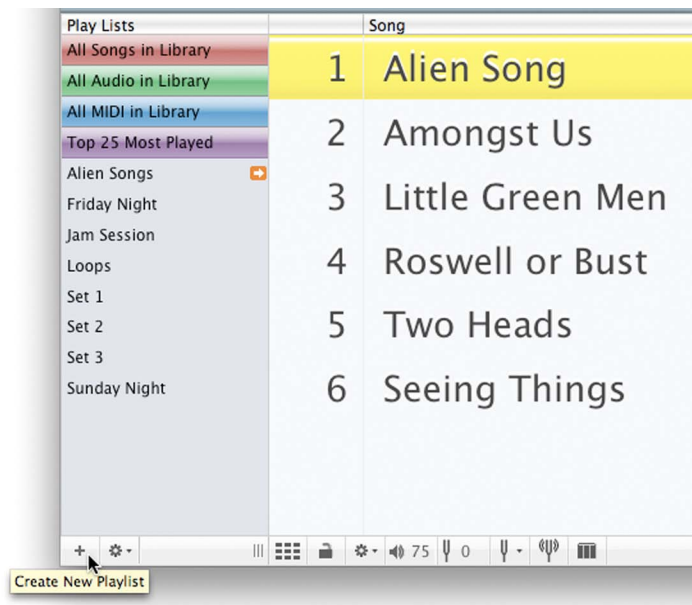 Play Lists
Song
All Songs in Library
All Audio in Library
All MIDI in Library
Top 25 Most Played
Alien Songs
Friday Night
Jam Session
Loops
Set 1
Set 2
Set 3
Sunday Night
1 Alien Song
2 Amongst Us
3 Little Green Men
4 Roswell or Bust
5 Two Heads
6 Seeing Things
75 0
Create New Playlist